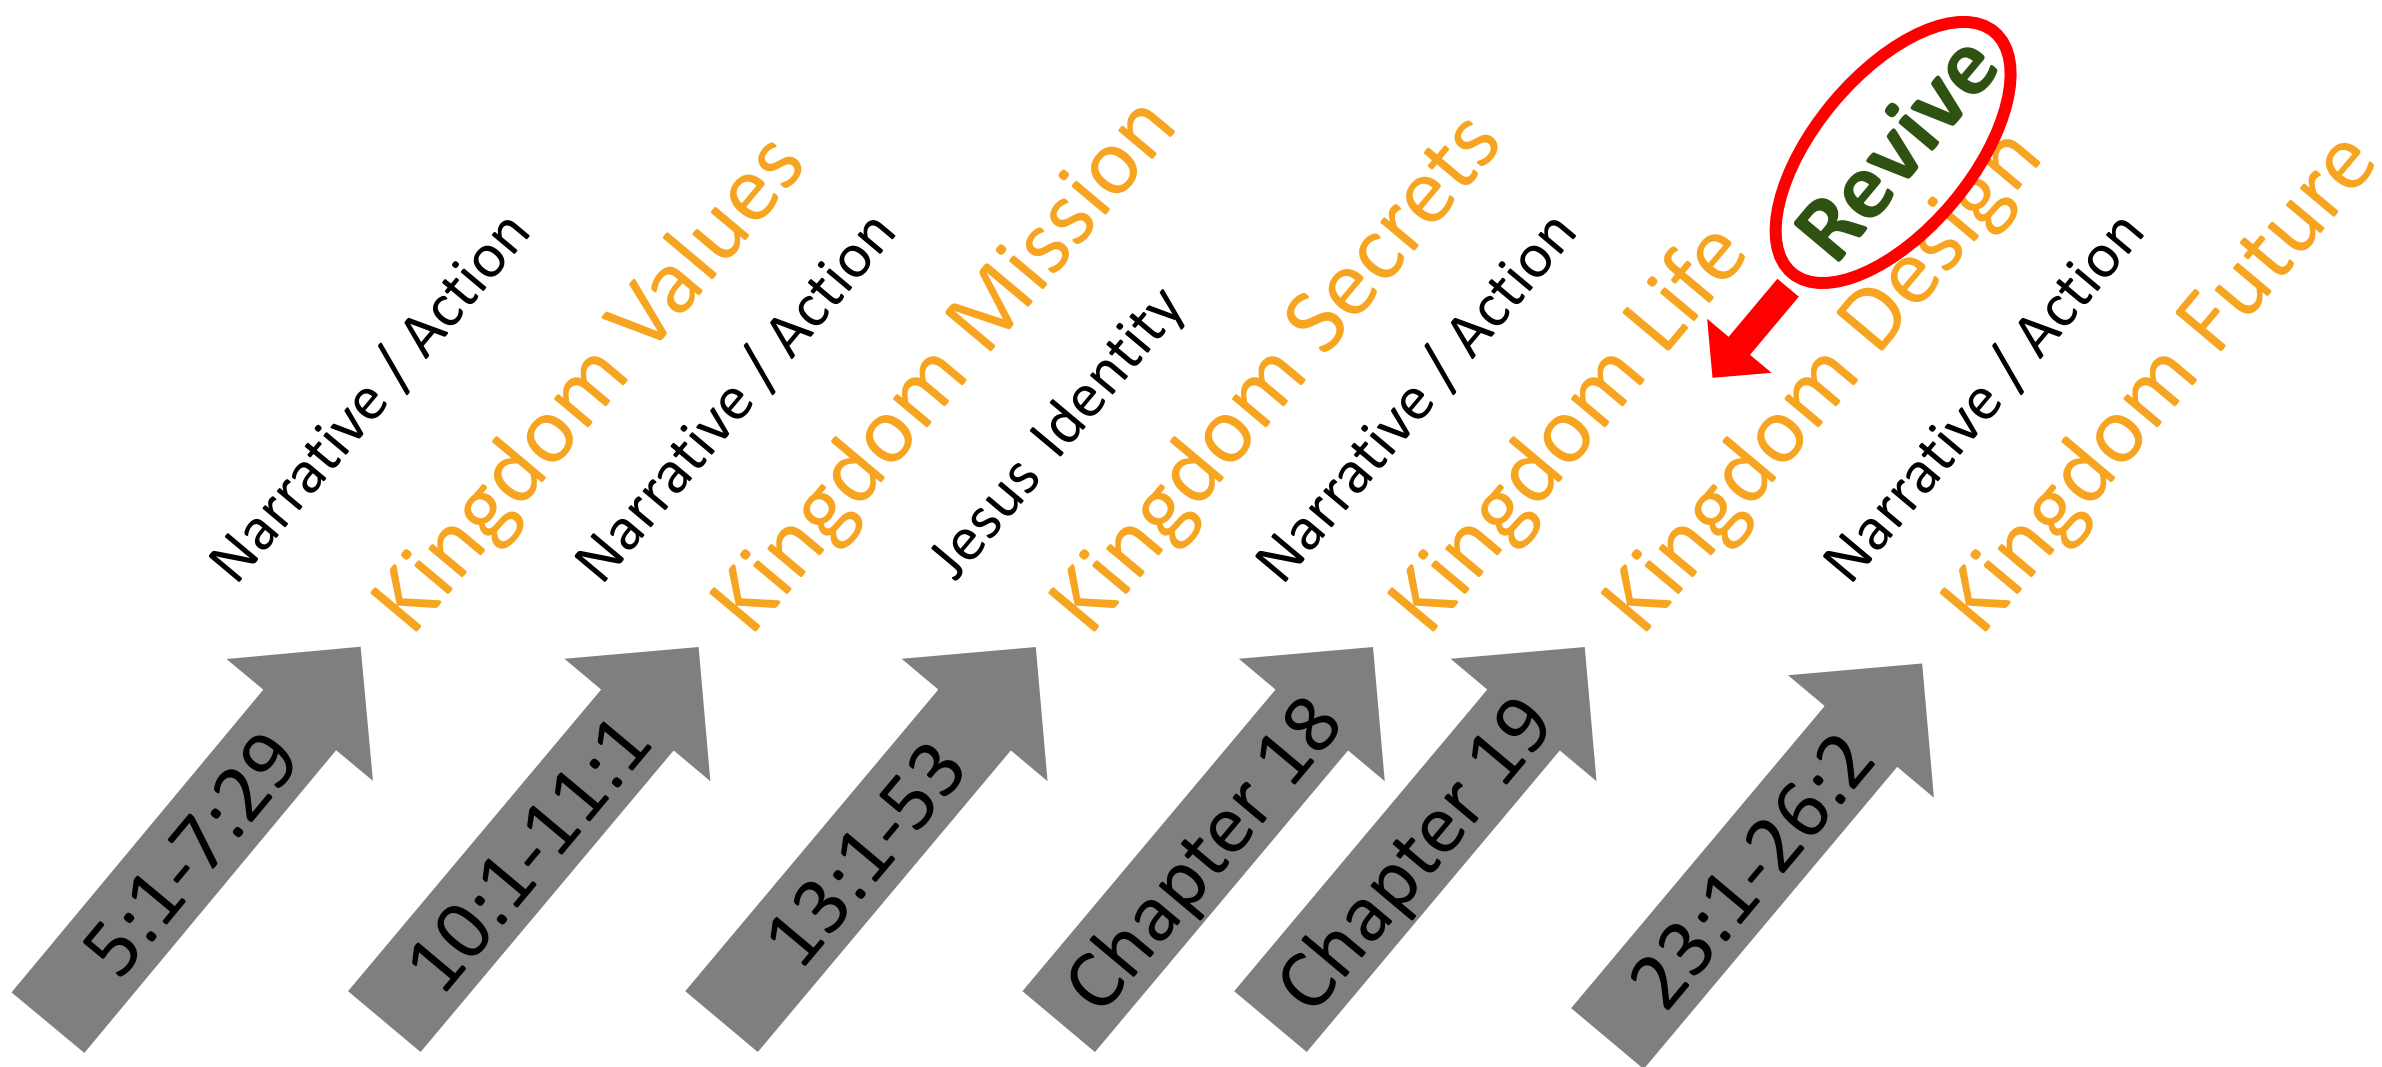 Narrative / Action
Kingdom Values
Narrative / Action
Kingdom Mission
Jesus Identity
Kingdom Secrets
Narrative / Action
Kingdom Life
Revive
Kingdom Design
Narrative / Action
Kingdom Future
5:1-7:29
10:1-11:1
13:1-53
Chapter 18
Chapter 19
23:1-26:2